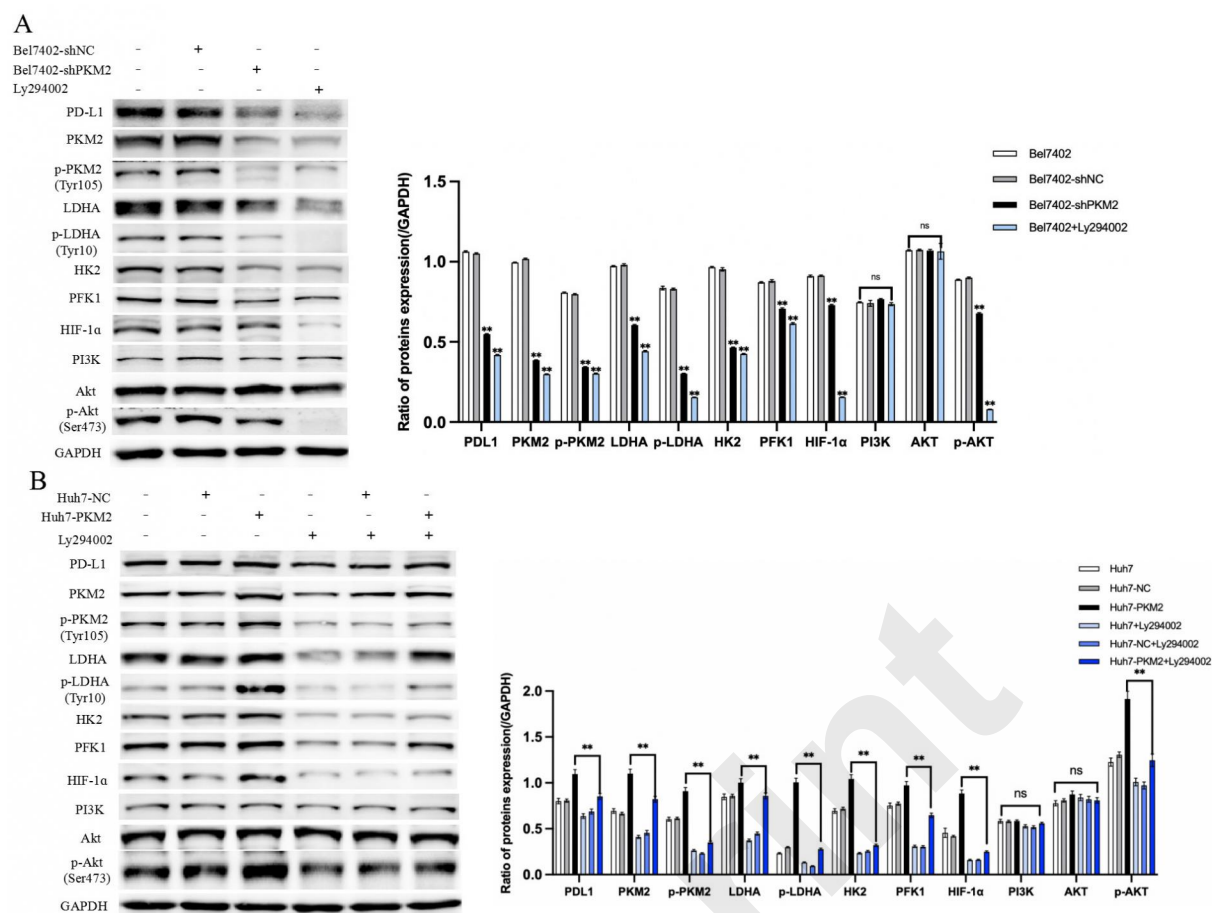 A
Bel7402-shNC - + - -
Bel7402-shPKM2 - - + -
Ly294002 - - - +
PD-L1
PKM2
p-PKM2
(Tyr105)
LDHA
p-LDHA
(Tyr10)
HK2
PFK1
HIF-1α
PI3K
Akt
p-Akt
(Ser473)
GAPDH
Bel7402
Bel7402-shNC
Bel7402-shPKM2
Bel7402+Ly294002
Ratio of proteins expression(/GAPDH)
1.5
1.0
0.5
0.0
** ** ** ** ** ** ** ** ** ** ** ** ** ** ** ** ns ns ** **
PDL1 PKM2 p-PKM2 LDHA p-LDHA HK2 PFK1 HIF-1α PI3K AKT p-AKT
B
Huh7-NC - + - - + -
Huh7-PKM2 - - + - - +
Ly294002 - - - + + +
PD-L1
PKM2
p-PKM2
(Tyr105)
LDHA
p-LDHA
(Tyr10)
HK2
PFK1
HIF-1α
PI3K
Akt
p-Akt
(Ser473)
GAPDH
Huh7
Huh7-NC
Huh7-PKM2
Huh7+Ly294002
Huh7-NC+Ly294002
Huh7-PKM2+Ly294002
Ratio of proteins expression(/GAPDH)
2.0
1.5
1.0
0.5
0.0
** ** ** ** ** ** ** ** ns ns **
PDL1 PKM2 p-PKM2 LDHA p-LDHA HK2 PFK1 HIF-1α PI3K AKT p-AKT